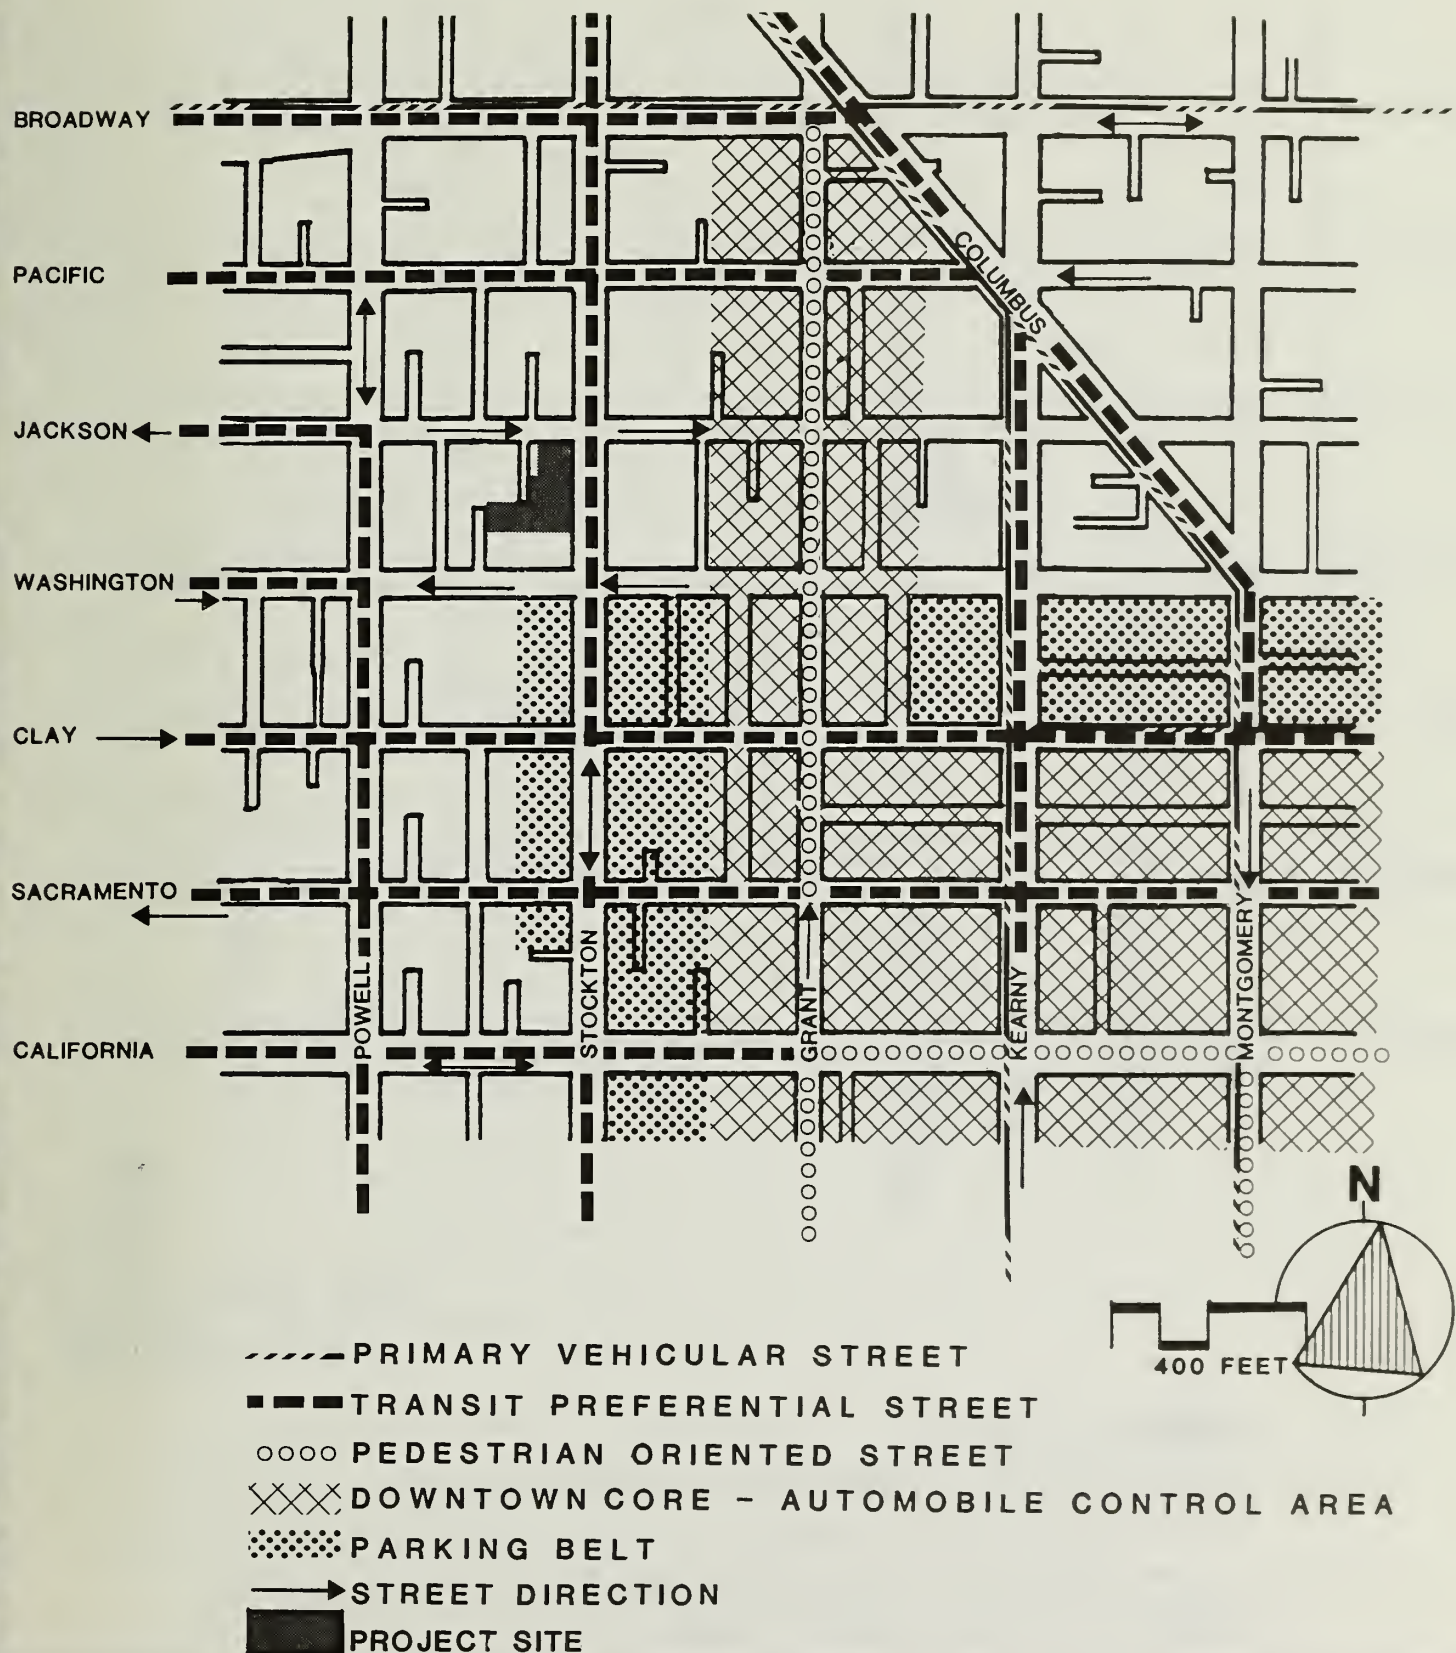 BROADWAY
PACIFIC
COLUMBUS
JACKSON
WASHINGTON
CLAY
SACRAMENTO
CALIFORNIA
POWELL
STOCKTON
GRANT
KEARNY
MONTGOMERY
N
400 FEET
PRIMARY VEHICULAR STREET
TRANSIT PREFERENTIAL STREET
PEDESTRIAN ORIENTED STREET
DOWNTOWN CORE - AUTOMOBILE CONTROL AREA
PARKING BELT
STREET DIRECTION
PROJECT SITE